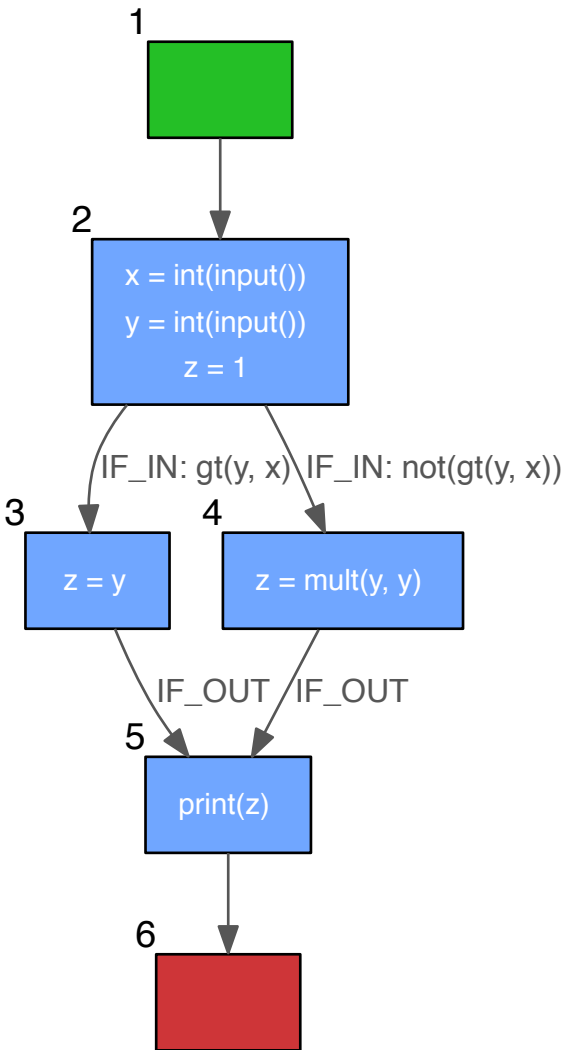 1
2
x = int(input())
y = int(input())
z = 1
IF_IN: gt(y, x)
IF_IN: not(gt(y, x))
3
z = y
4
z = mult(y, y)
IF_OUT
IF_OUT
5
print(z)
6